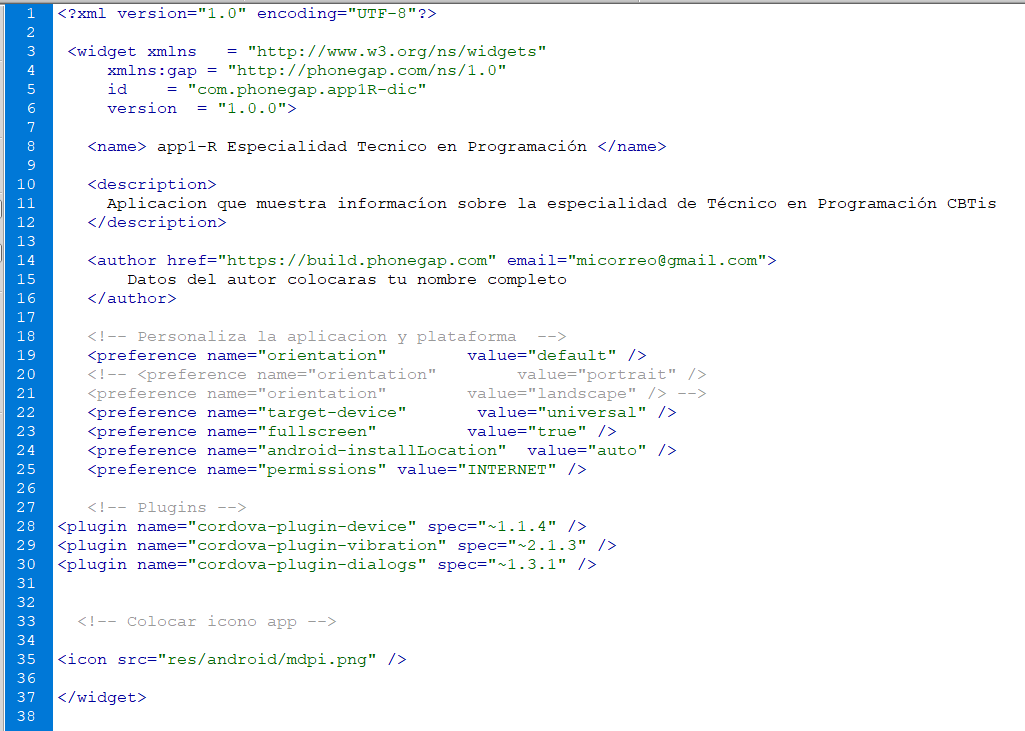 1 <?xml version="1.0" encoding="UTF-8"?>
2
3 <widget xmlns   = "http://www.w3.org/ns/widgets"
4     xmlns:gap = "http://phonegap.com/ns/1.0"
5     id    = "com.phonegap.app1R-dic"
6     version  = "1.0.0">
7
8   <name> app1-R Especialidad Tecnico en Programación </name>
9
10   <description>
11     Aplicacion que muestra informacíon sobre la especialidad de Técnico en Programación CBTis
12   </description>
13
14   <author href="https://build.phonegap.com" email="micorreo@gmail.com">
15       Datos del autor colocaras tu nombre completo
16   </author>
17
18   <!-- Personaliza la aplicacion y plataforma  -->
19   <preference name="orientation"        value="default" />
20   <!-- <preference name="orientation"        value="portrait" />
21   <preference name="orientation"        value="landscape" /> -->
22   <preference name="target-device"       value="universal" />
23   <preference name="fullscreen"         value="true" />
24   <preference name="android-installLocation"  value="auto" />
25   <preference name="permissions" value="INTERNET" />
26
27   <!-- Plugins -->
28 <plugin name="cordova-plugin-device" spec="~1.1.4" />
29 <plugin name="cordova-plugin-vibration" spec="~2.1.3" />
30 <plugin name="cordova-plugin-dialogs" spec="~1.3.1" />
31
32
33  <!-- Colocar icono app -->
34
35 <icon src="res/android/mdpi.png" />
36
37 </widget>
38